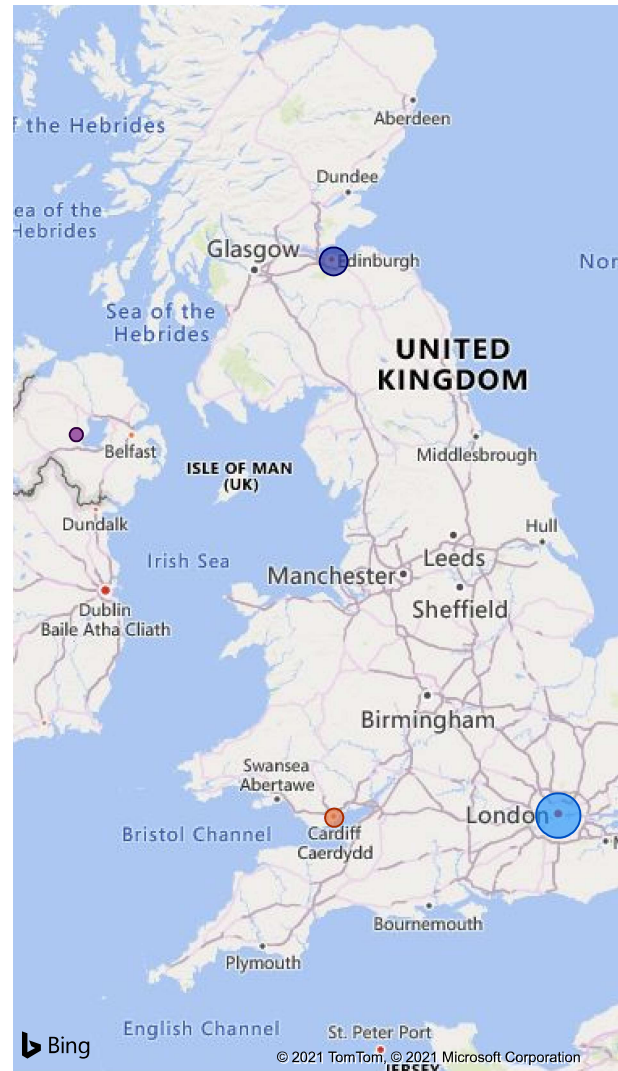 Aberdeen
f the Hebrides
Dundee
ea of the
Hebrides
Glasgow
Edinburgh
Nor
Sea of the
Hebrides
UNITED
KINGDOM
Belfast
ISLE OF MAN
(UK)
Middlesbrough
Dundalk
Hull
Irish Sea
Leeds
Manchester
Dublin
Baile Atha Cliath
Sheffield
Birmingham
Swansea
Abertawe
London
Bristol Channel
Cardiff
Caerdydd
Bournemouth
Plymouth
English Channel
St. Peter Port
Bing
© 2021 TomTom, © 2021 Microsoft Corporation
JERSEY